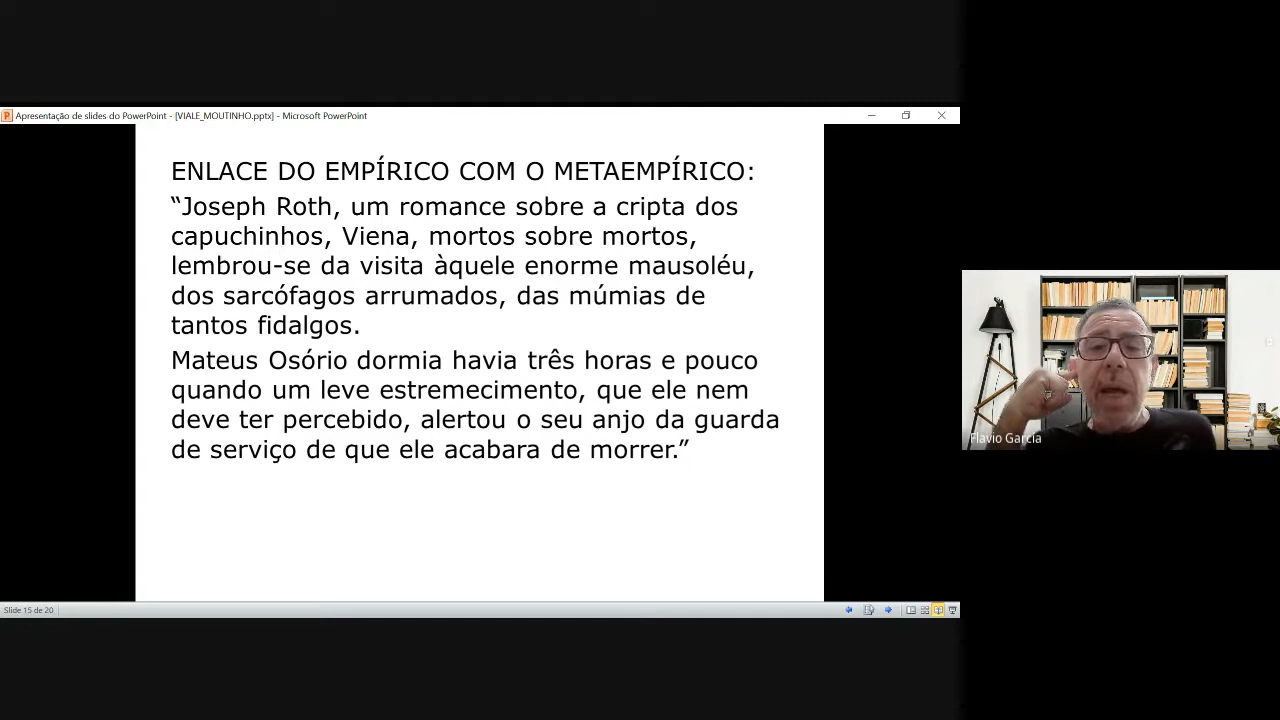 Apresentação de slides do PowerPoint - [VIALE_MOUTINHO.pptx] - Microsoft PowerPoint
ENLACE DO EMPÍRICO COM O METAEMPÍRICO:
“Joseph Roth, um romance sobre a cripta dos
capuchinhos, Viena, mortos sobre mortos,
lembrou-se da visita àquele enorme mausoléu,
dos sarcófagos arrumados, das múmias de
tantos fidalgos.
Mateus Osório dormia havia três horas e pouco
quando um leve estremecimento, que ele nem
deve ter percebido, alertou o seu anjo da guarda
de serviço de que ele acabara de morrer.”
Flavio Garcia
Slide 15 de 20